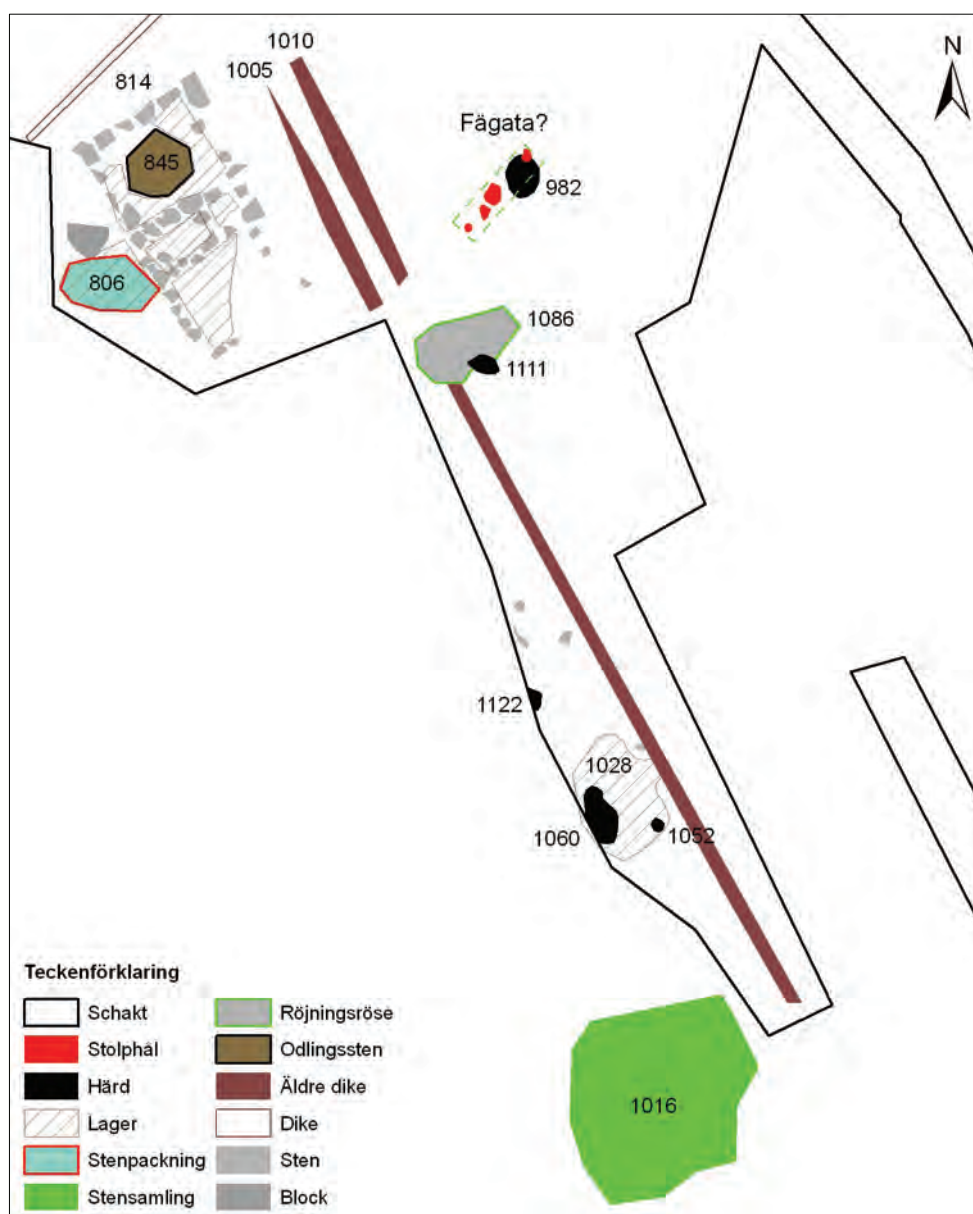 1010
N
814
1005
Fägata?
845
982
806
1086
1111
1122
1028
1060
1052
1016
Teckenförklaring
Schakt
Stolphål
Härd
Lager
Stenpackning
Stensamling
Röjningsröse
Odlingssten
Äldre dike
Dike
Sten
Block